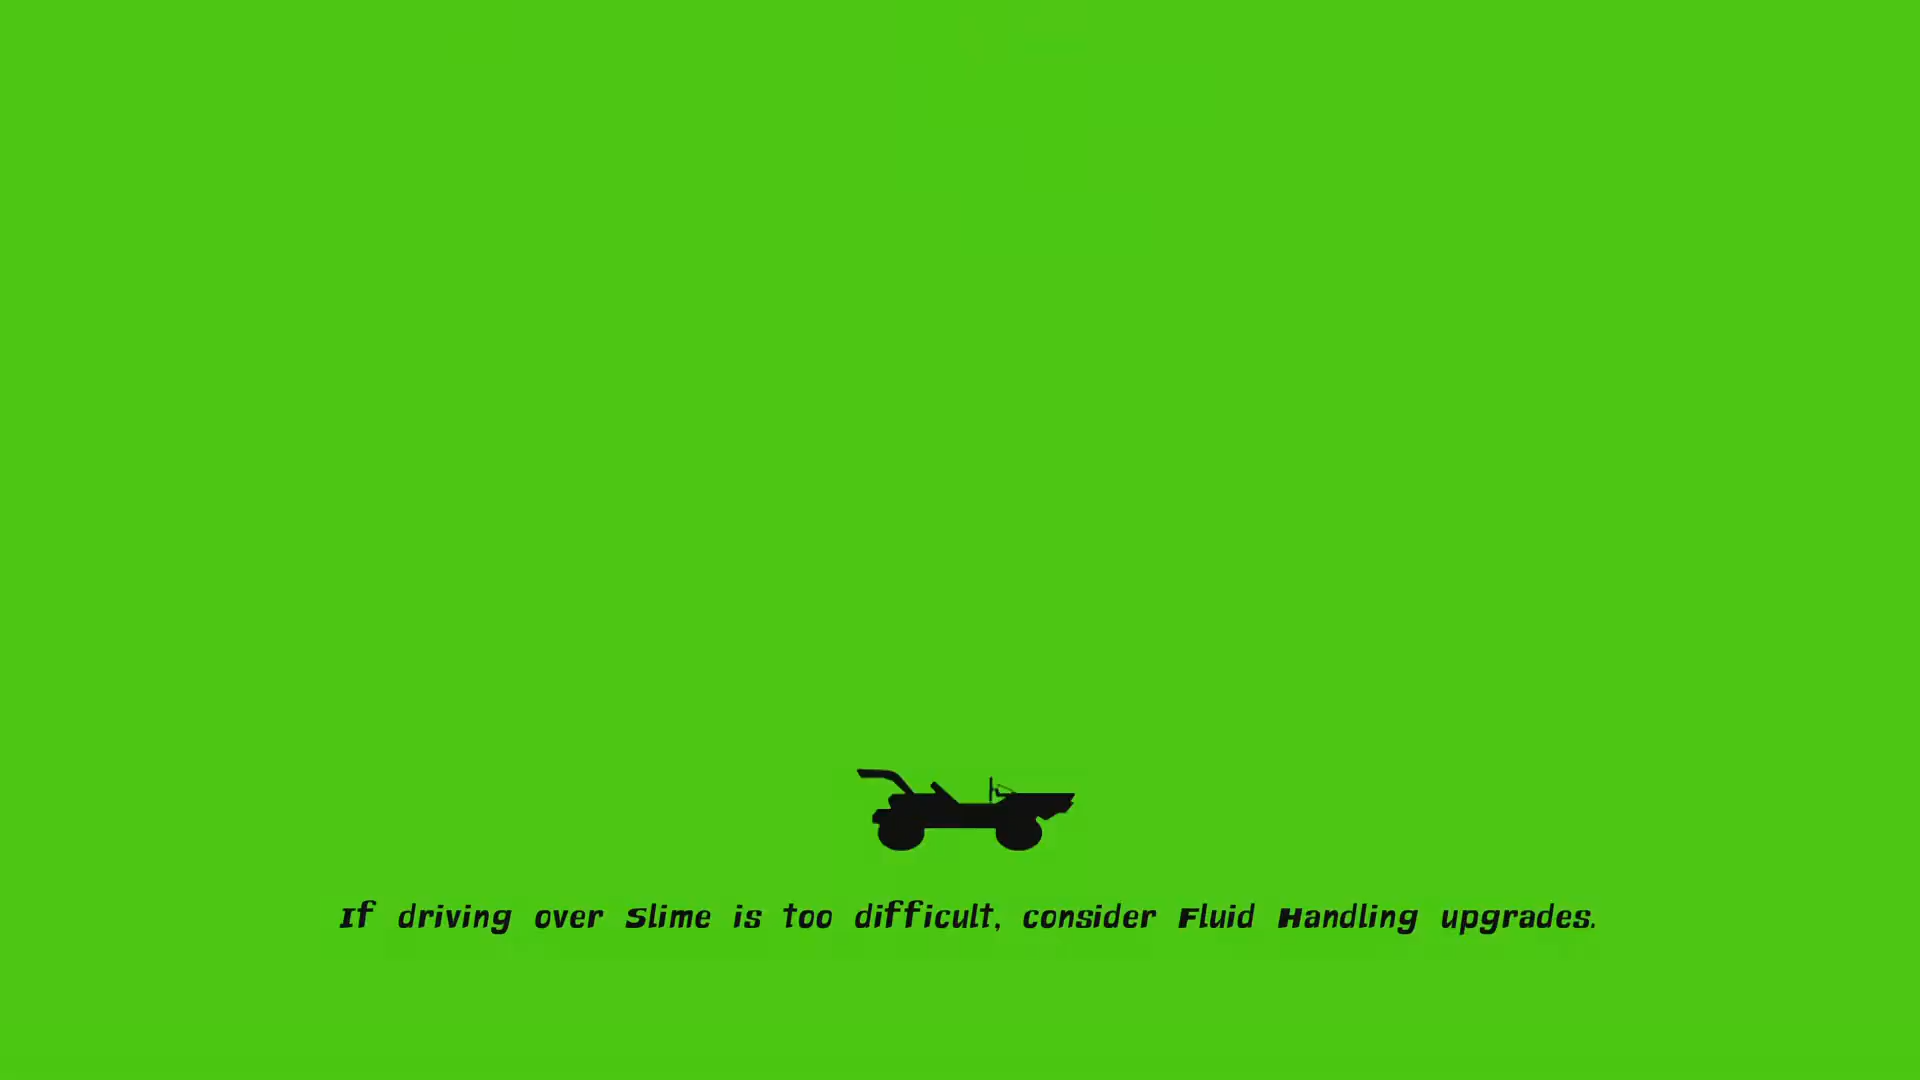 If driving over Slime is too difficult, consider Fluid Handling upgrades.